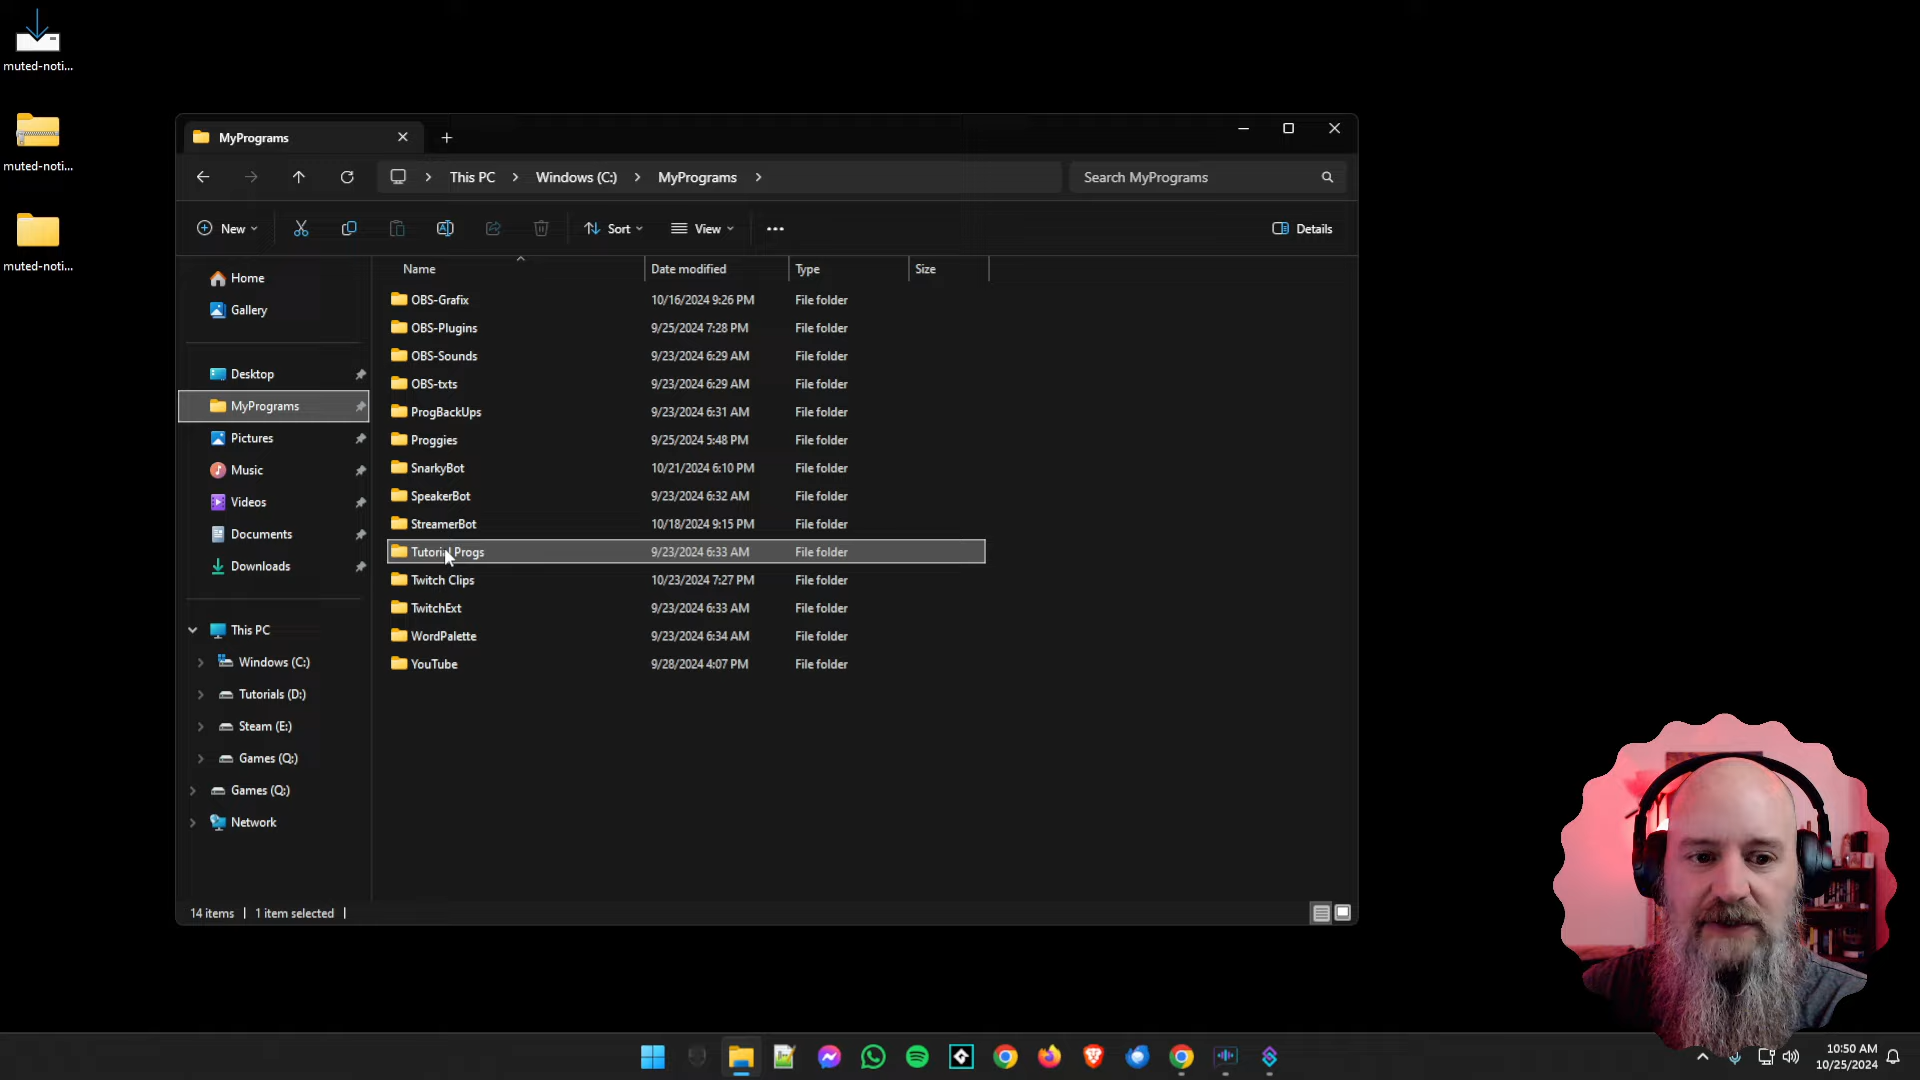 muted-noti...
muted-noti...
muted-noti...
MyPrograms
This PC
Windows (C:)
MyPrograms
Search MyPrograms
New
Sort
View
Details
Name
Date modified
Type
Size
Home
Gallery
Desktop
MyPrograms
Pictures
Music
Videos
Documents
Downloads
This PC
Windows (C:)
Tutorials (D:)
Steam (E:)
Games (Q:)
Games (Q:)
Network
OBS-Grafix 10/16/2024 9:26 PM File folder
OBS-Plugins 9/25/2024 7:28 PM File folder
OBS-Sounds 9/23/2024 6:29 AM File folder
OBS-txts 9/23/2024 6:29 AM File folder
ProgBackUps 9/23/2024 6:31 AM File folder
Proggies 9/25/2024 5:48 PM File folder
SnarkyBot 10/21/2024 6:10 PM File folder
SpeakerBot 9/23/2024 6:32 AM File folder
StreamerBot 10/18/2024 9:15 PM File folder
Tutorial Progs 9/23/2024 6:33 AM File folder
Twitch Clips 10/23/2024 7:27 PM File folder
TwitchExt 9/23/2024 6:33 AM File folder
WordPalette 9/23/2024 6:34 AM File folder
YouTube 9/28/2024 4:07 PM File folder
14 items
1 item selected
10:50 AM
10/25/2024